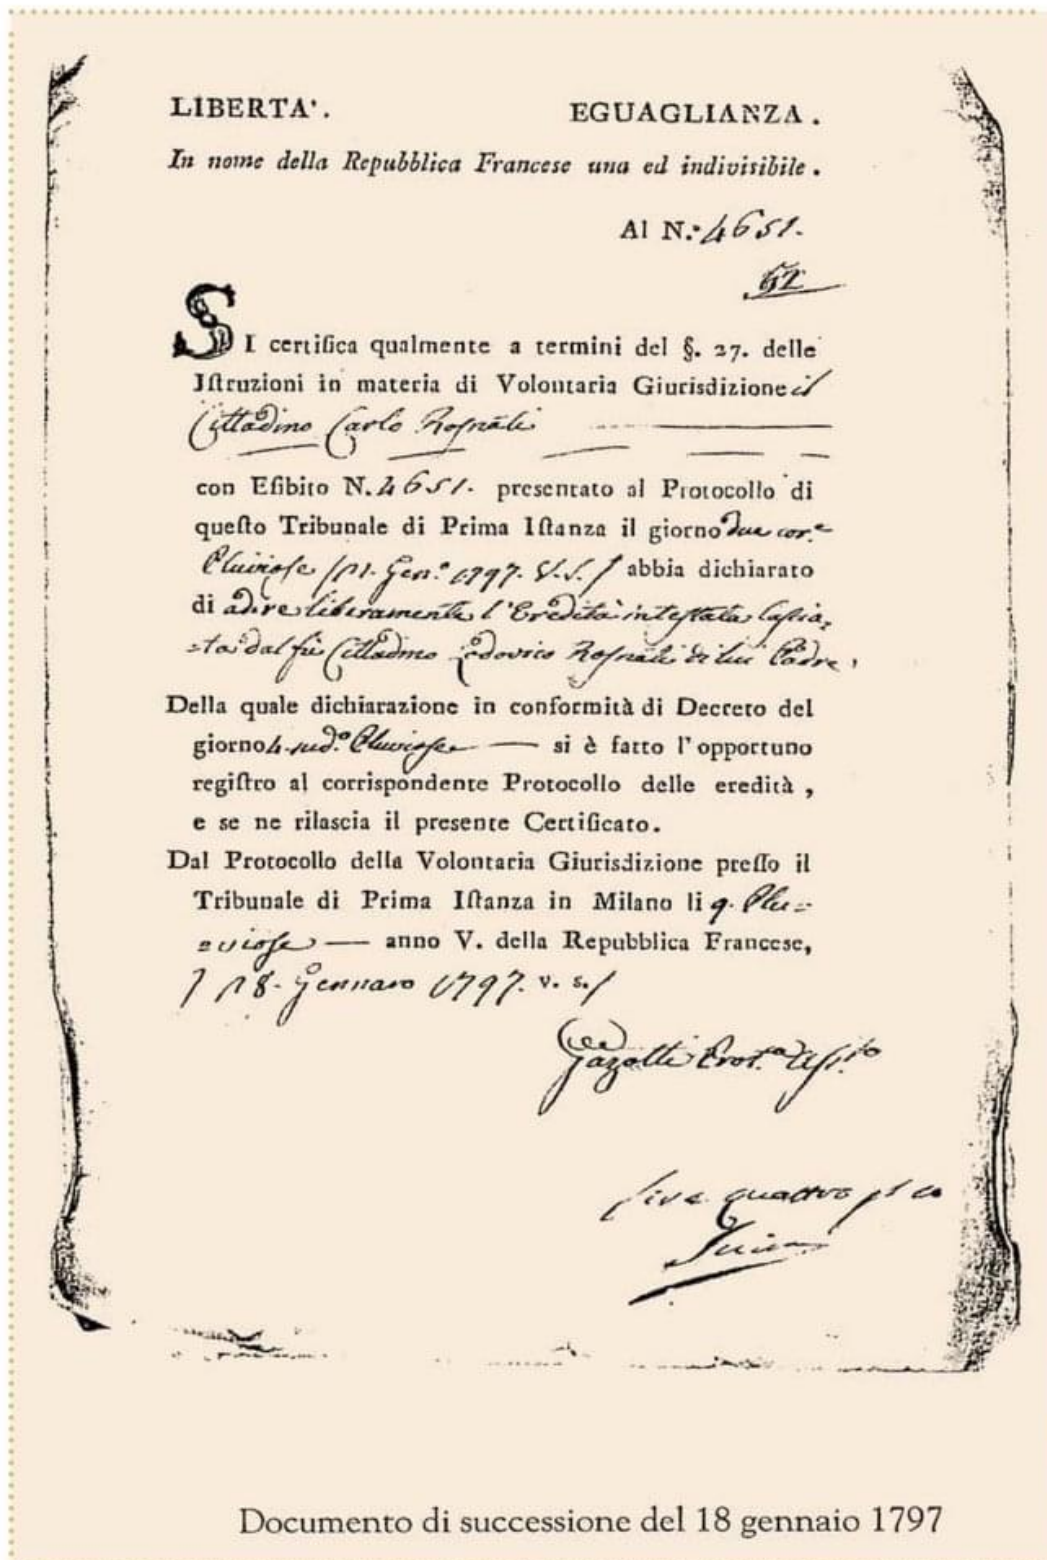 LIBERTA'. EGUAGLIANZA.
In nome della Repubblica Francese una ed indivisibile.
Al N.º 4651.
52
SI certifica qualmente a termini del §. 27. delle
Iſtruzioni in materia di Volontaria Giurisdizione il
Cittadino Carlo Rosnati
con Eſibito N. 4651. presentato al Protocollo di
queſto Tribunale di Prima Iſtanza il giorno due cor.e
Pluviose / 21. Gen.o 1797. V.S. / abbia dichiarato
di adire liberamente l'Eredità intestata lascia=
=ta dal fù Cittadino Lodovico Rosnati di lui Padre,
Della quale dichiarazione in conformità di Decreto del
giorno 4. sud.o Pluviose — si è fatto l'opportuno
regiſtro al corrispondente Protocollo delle eredità,
e se ne rilascia il presente Certificato.
Dal Protocollo della Volontaria Giurisdizione preſſo il
Tribunale di Prima Iſtanza in Milano li 9. Plu=
=viose — anno V. della Repubblica Francese,
/ 18. Gennaro 1797. v. s. /
Gazotti
quattro
Documento di successione del 18 gennaio 1797